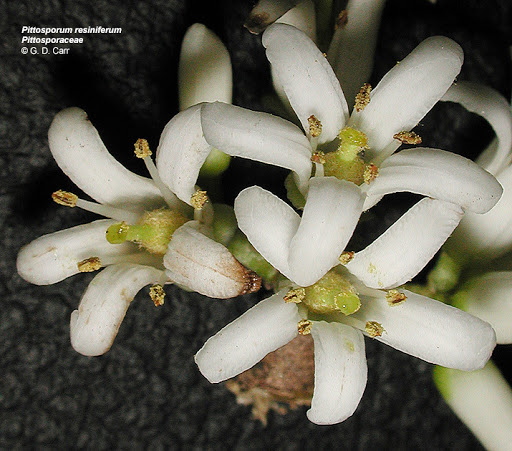 Pittosporum resiniferum
Pittosporaceae
© G. D. Carr